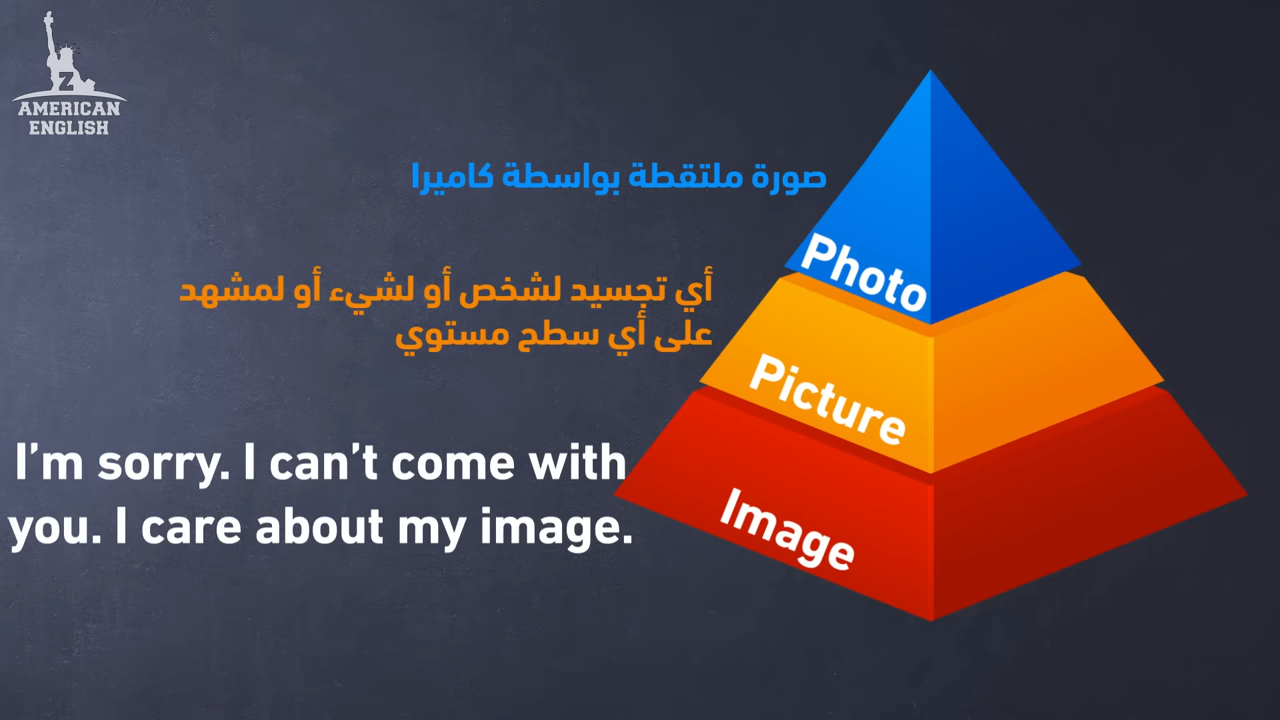 Z
AMERICAN
ENGLISH
صورة ملتقطة بواسطة كاميرا
Photo
أي تجسيد لشخص أو لشيء أو لمشهد
على أي سطح مستوي
Picture
I’m sorry. I can’t come with
you. I care about my image.
Image